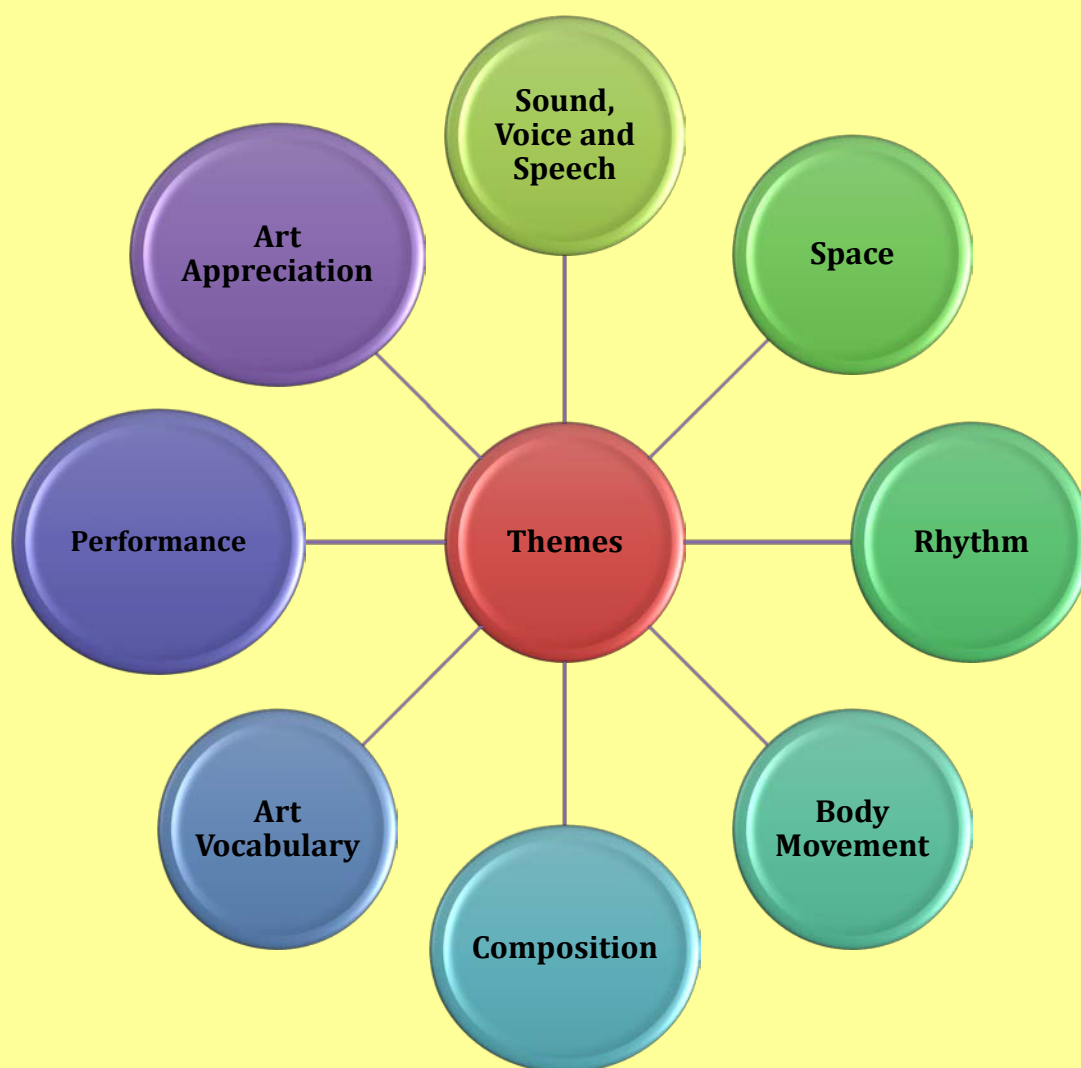 Sound,
Voice and
Speech
Art
Appreciation
Space
Performance
Themes
Rhythm
Art
Vocabulary
Body
Movement
Composition